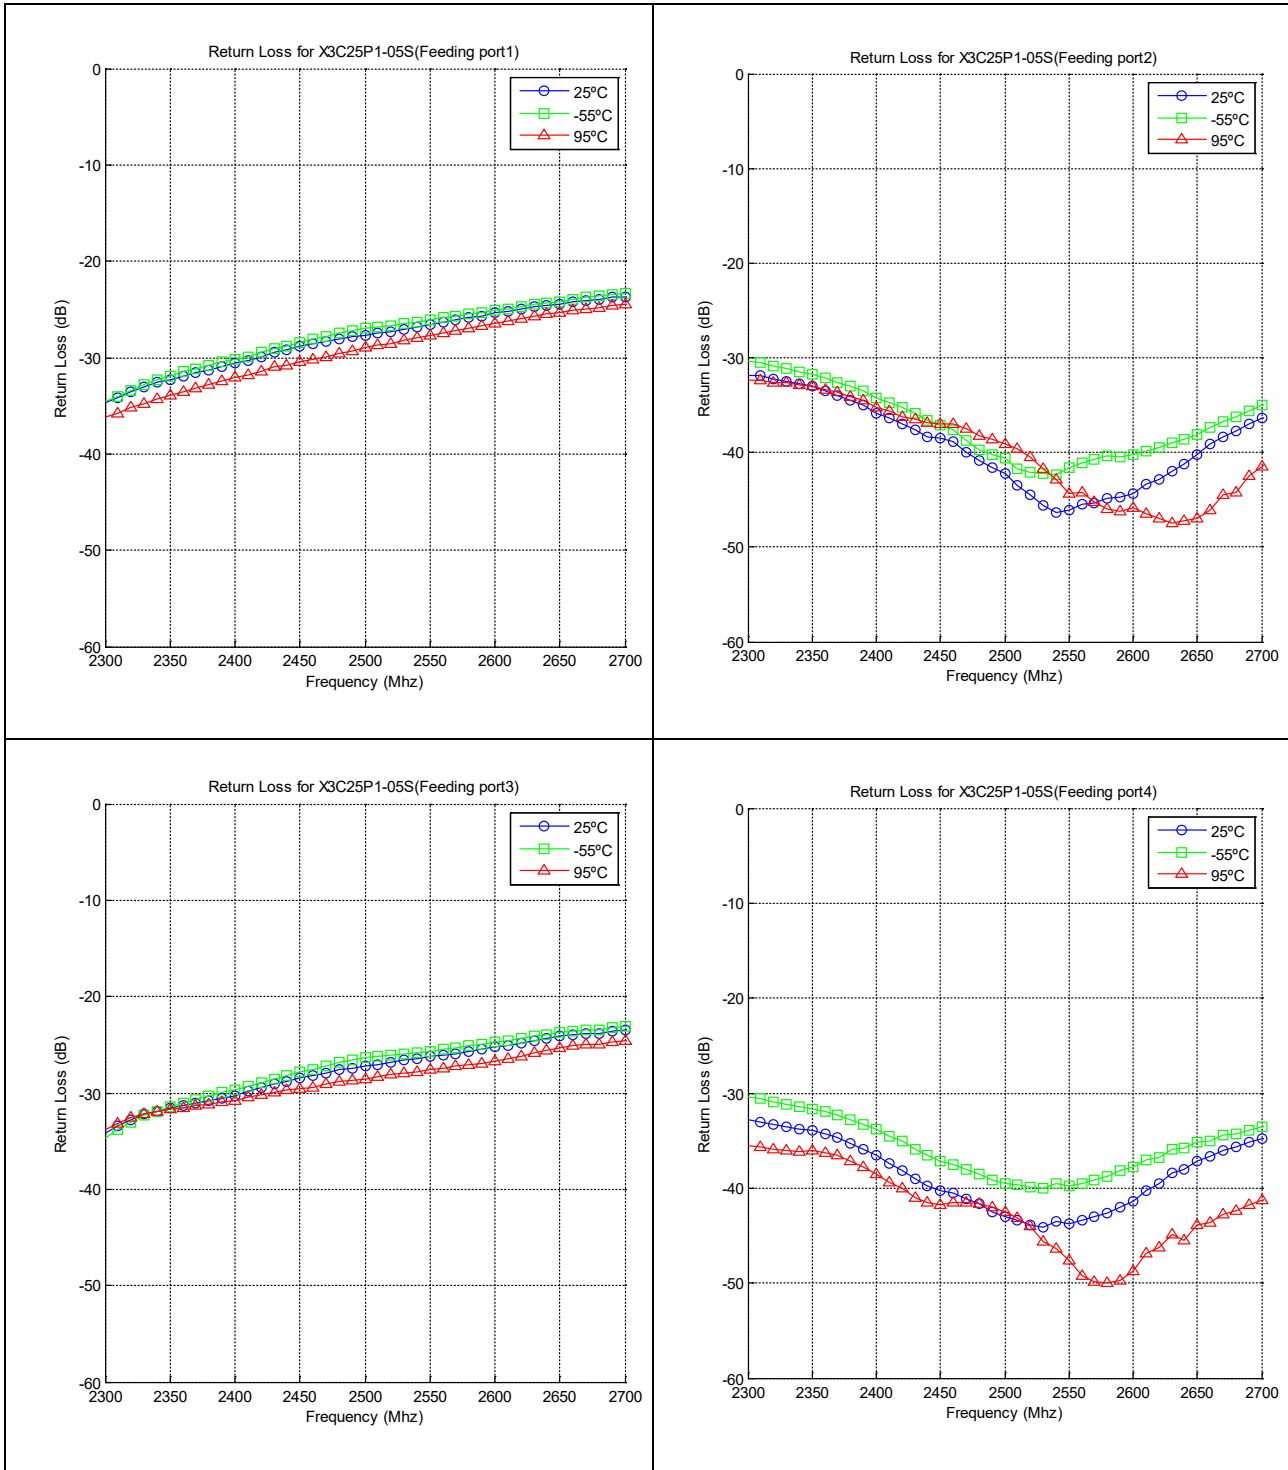 Return Loss for X3C25P1-05S(Feeding port1)
0
-10
-20
-30
-40
-50
-60
Return Loss (dB)
25ºC
-55ºC
95ºC
2300 2350 2400 2450 2500 2550 2600 2650 2700
Frequency (Mhz)
Return Loss for X3C25P1-05S(Feeding port2)
0
-10
-20
-30
-40
-50
-60
Return Loss (dB)
25ºC
-55ºC
95ºC
2300 2350 2400 2450 2500 2550 2600 2650 2700
Frequency (Mhz)
Return Loss for X3C25P1-05S(Feeding port3)
0
-10
-20
-30
-40
-50
-60
Return Loss (dB)
25ºC
-55ºC
95ºC
2300 2350 2400 2450 2500 2550 2600 2650 2700
Frequency (Mhz)
Return Loss for X3C25P1-05S(Feeding port4)
0
-10
-20
-30
-40
-50
-60
Return Loss (dB)
25ºC
-55ºC
95ºC
2300 2350 2400 2450 2500 2550 2600 2650 2700
Frequency (Mhz)